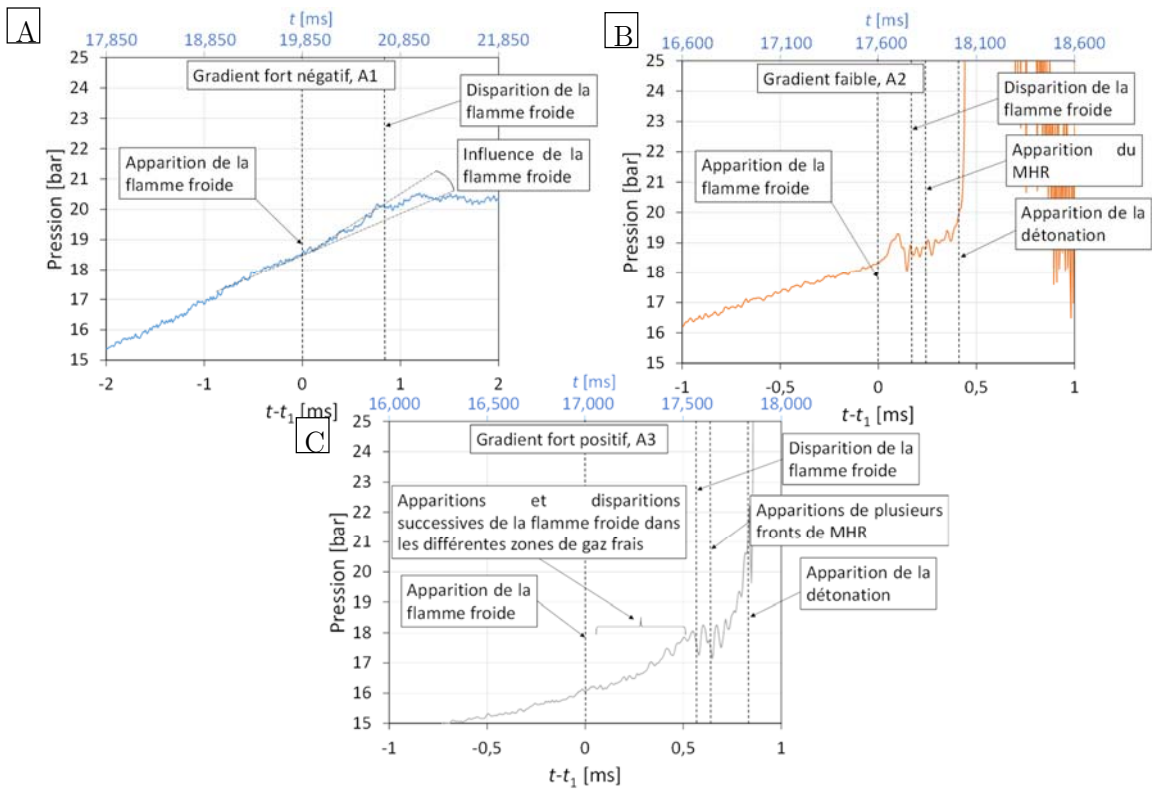 A
t [ms]
17,850 18,850 19,850 20,850 21,850
25
24
23
22
21
20
19
18
17
16
15
Pression [bar]
Gradient fort négatif, A1
Disparition de la
flamme froide
Apparition de la
flamme froide
Influence de la
flamme froide
-2 -1 0 1 2
t-t1 [ms]
B
t [ms]
16,600 17,100 17,600 18,100 18,600
25
24
23
22
21
20
19
18
17
16
15
Pression [bar]
Gradient faible, A2
Disparition de la
flamme froide
Apparition de la
flamme froide
Apparition du
MHR
Apparition de la
détonation
-1 -0,5 0 0,5 1
t-t1 [ms]
C
t [ms]
16,000 16,500 17,000 17,500 18,000
25
24
23
22
21
20
19
18
17
16
15
Pression [bar]
Gradient fort positif, A3
Disparition de la
flamme froide
Apparitions et disparitions
successives de la flamme froide dans
les différentes zones de gaz frais
Apparitions de plusieurs
fronts de MHR
Apparition de la
flamme froide
Apparition de la
détonation
-1 -0,5 0 0,5 1
t-t1 [ms]